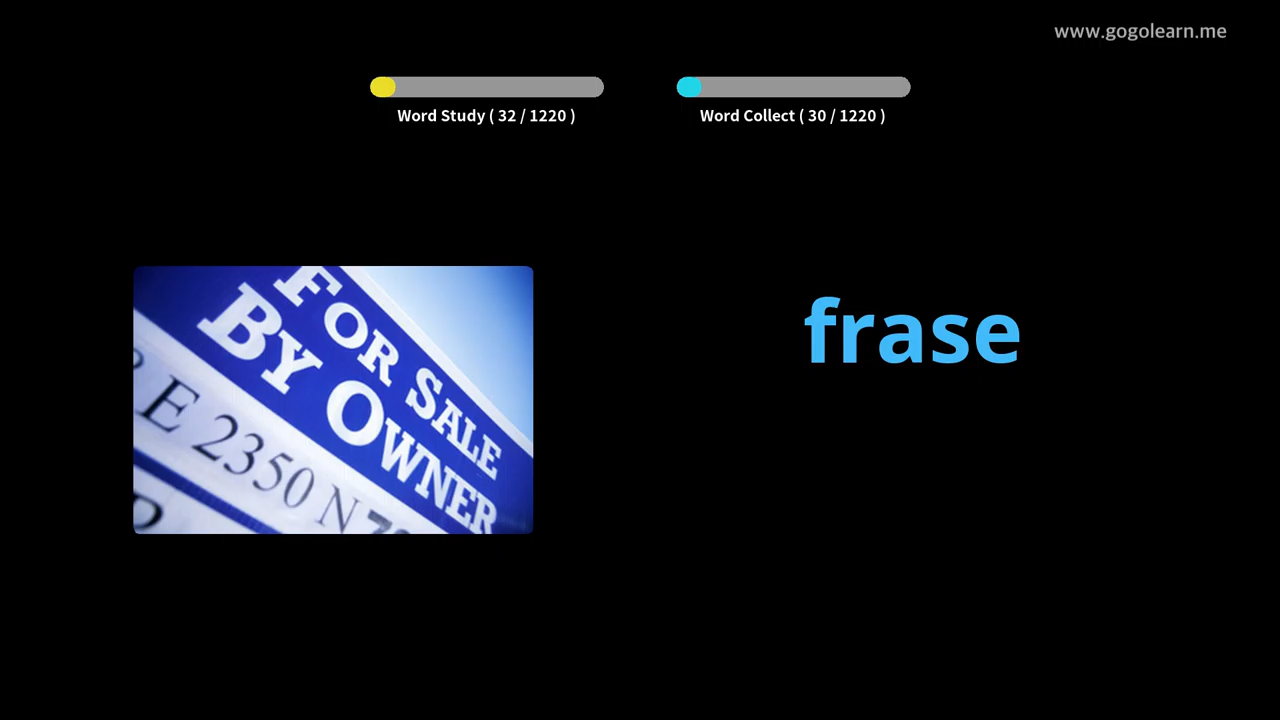 www.gogolearn.me
Word Study ( 32 / 1220 )
Word Collect ( 30 / 1220 )
FOR SALE
BY OWNER
E 2350 N
frase